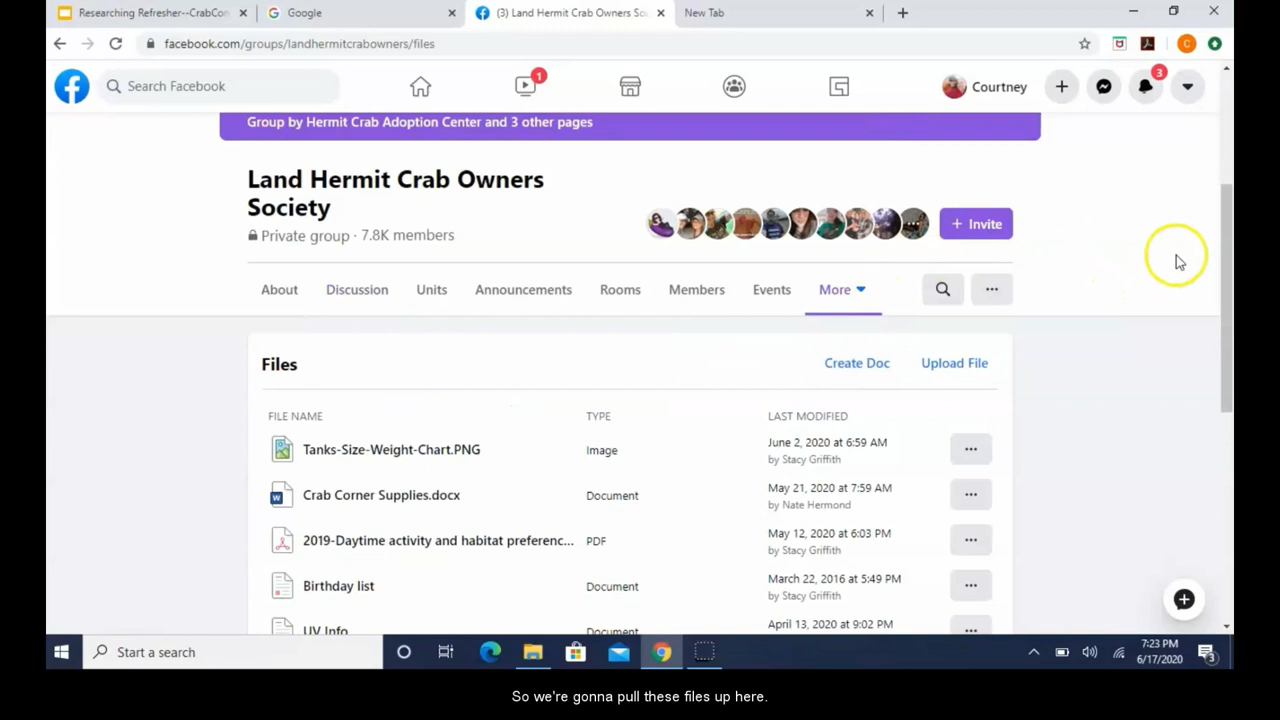 Researching Refresher--CrabCon
Google
(3) Land Hermit Crab Owners So
New Tab
facebook.com/groups/landhermitcrabowners/files
C
Search Facebook
1
Courtney
3
Group by Hermit Crab Adoption Center and 3 other pages
Land Hermit Crab Owners
Society
Private group · 7.8K members
+ Invite
About Discussion Units Announcements Rooms Members Events More
Files
Create Doc Upload File
FILE NAME TYPE LAST MODIFIED
Tanks-Size-Weight-Chart.PNG Image June 2, 2020 at 6:59 AM
by Stacy Griffith
Crab Corner Supplies.docx Document May 21, 2020 at 7:59 AM
by Nate Hermond
2019-Daytime activity and habitat preferenc... PDF May 12, 2020 at 6:03 PM
by Stacy Griffith
Birthday list Document March 22, 2016 at 5:49 PM
by Stacy Griffith
UV Info Document April 13, 2020 at 9:02 PM
Start a search
7:23 PM
6/17/2020
3
So we're gonna pull these files up here.